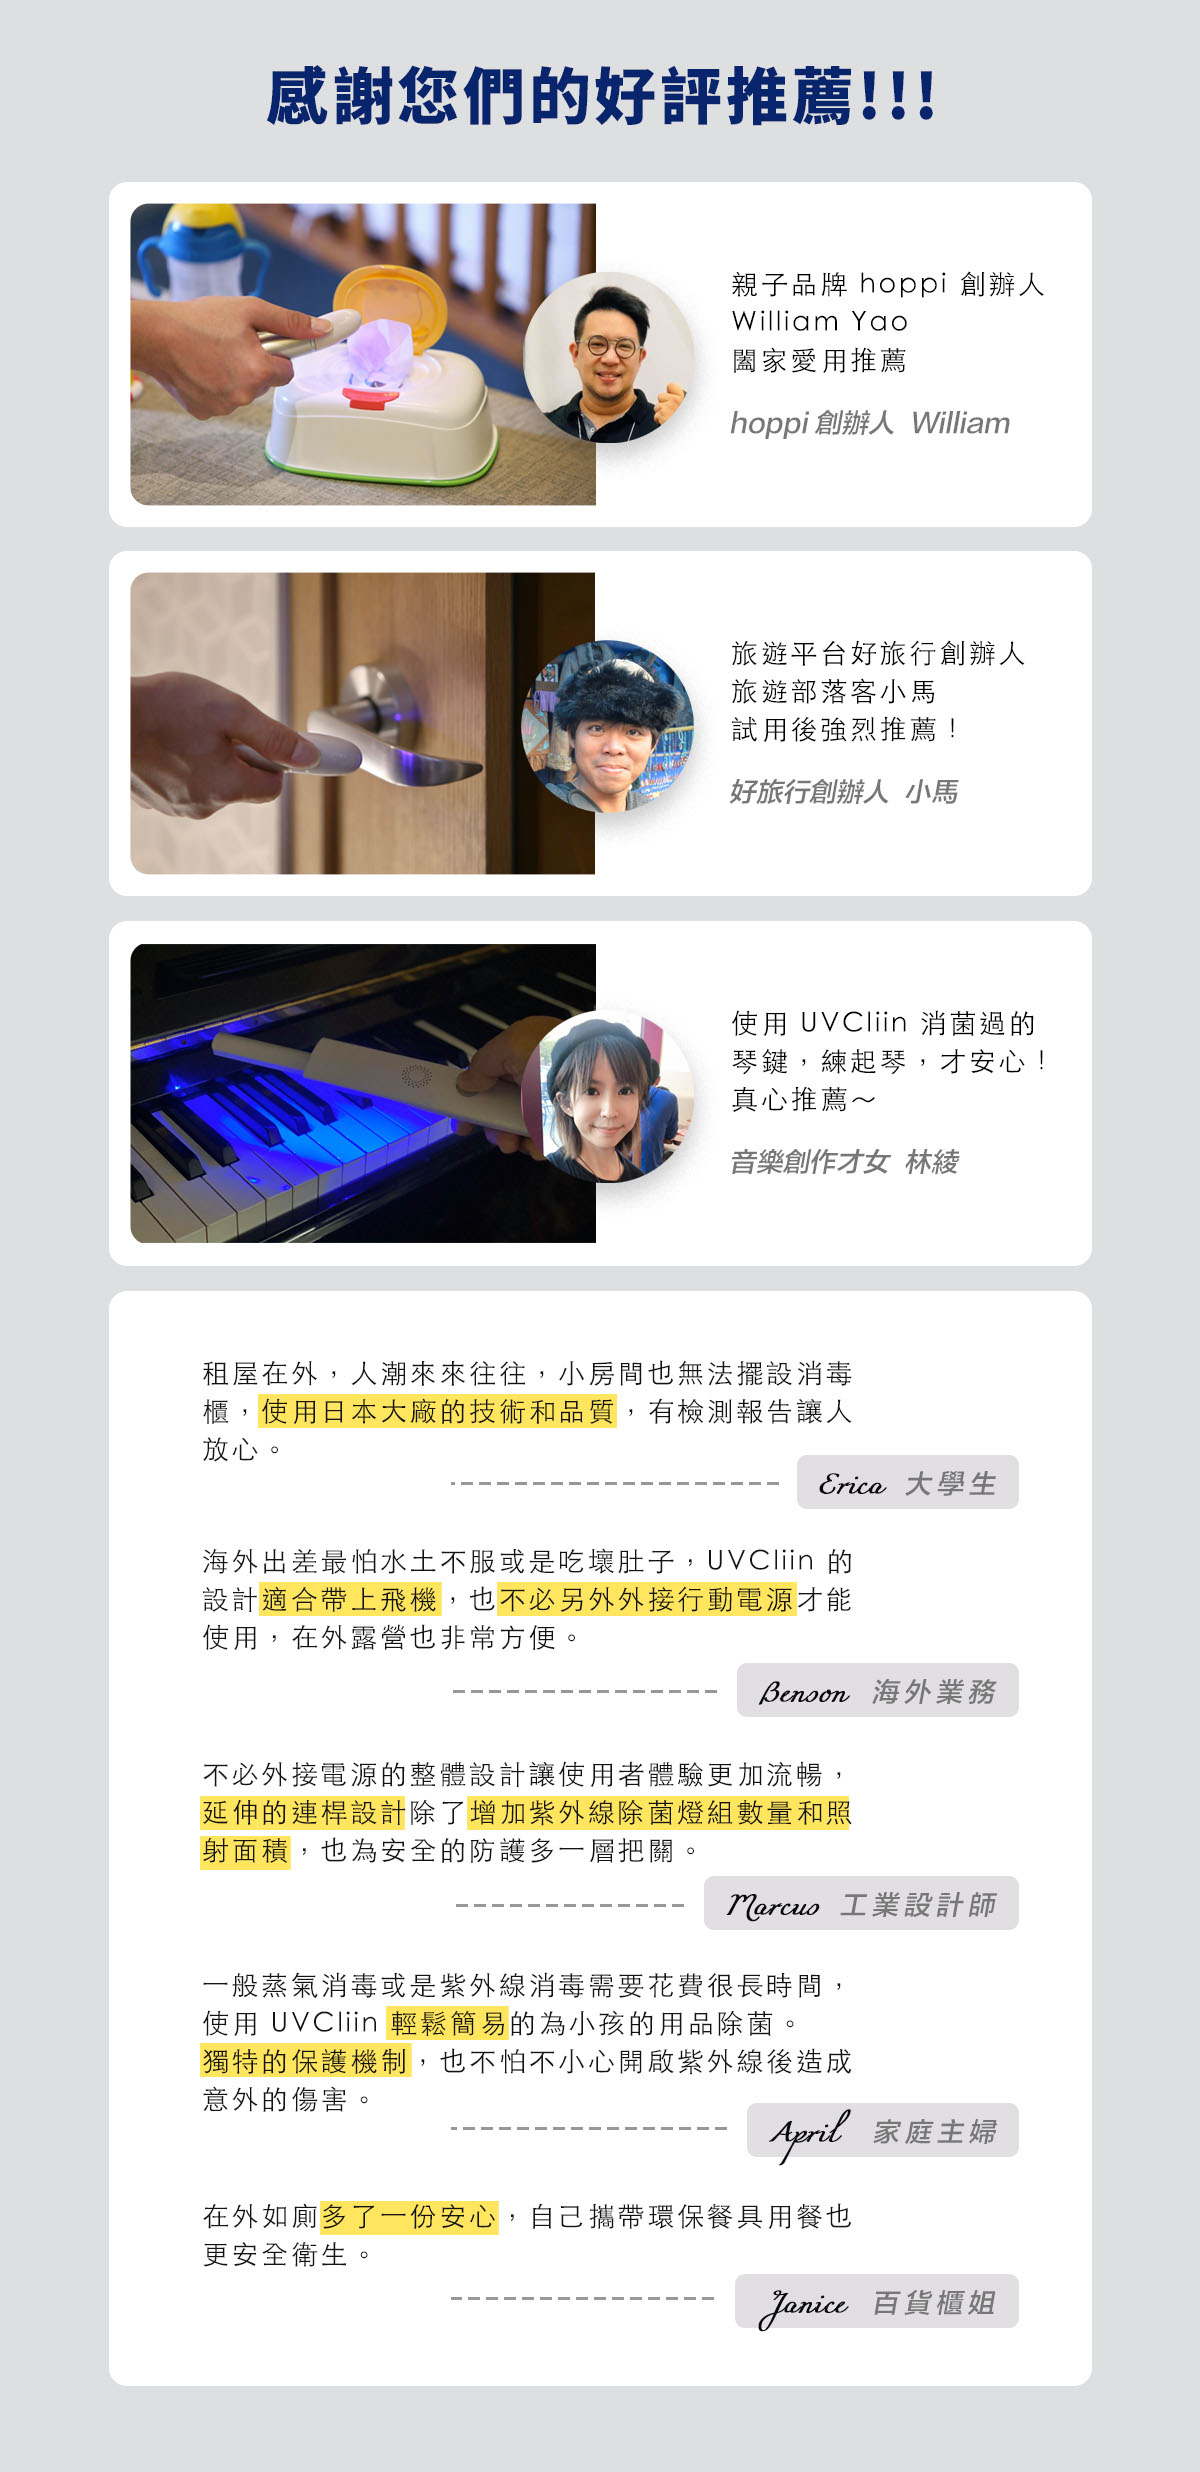 感謝您們的好評推薦!!!
親子品牌 hoppi 創辦人
William Yao
闔家愛用推薦
hoppi 創辦人 William
旅遊平台好旅行創辦人
旅遊部落客小馬
試用後強烈推薦！
好旅行創辦人 小馬
使用 UVCliin 消菌過的
琴鍵，練起琴，才安心！
真心推薦～
音樂創作才女 林綾
租屋在外，人潮來來往往，小房間也無法擺設消毒
櫃，使用日本大廠的技術和品質，有檢測報告讓人
放心。
Erica 大學生
海外出差最怕水土不服或是吃壞肚子，UVCliin 的
設計適合帶上飛機，也不必另外外接行動電源才能
使用，在外露營也非常方便。
Benson 海外業務
不必外接電源的整體設計讓使用者體驗更加流暢，
延伸的連桿設計除了增加紫外線除菌燈組數量和照
射面積，也為安全的防護多一層把關。
Marcus 工業設計師
一般蒸氣消毒或是紫外線消毒需要花費很長時間，
使用 UVCliin 輕鬆簡易的為小孩的用品除菌。
獨特的保護機制，也不怕不小心開啟紫外線後造成
意外的傷害。
April 家庭主婦
在外如廁多了一份安心，自己攜帶環保餐具用餐也
更安全衛生。
Janice 百貨櫃姐